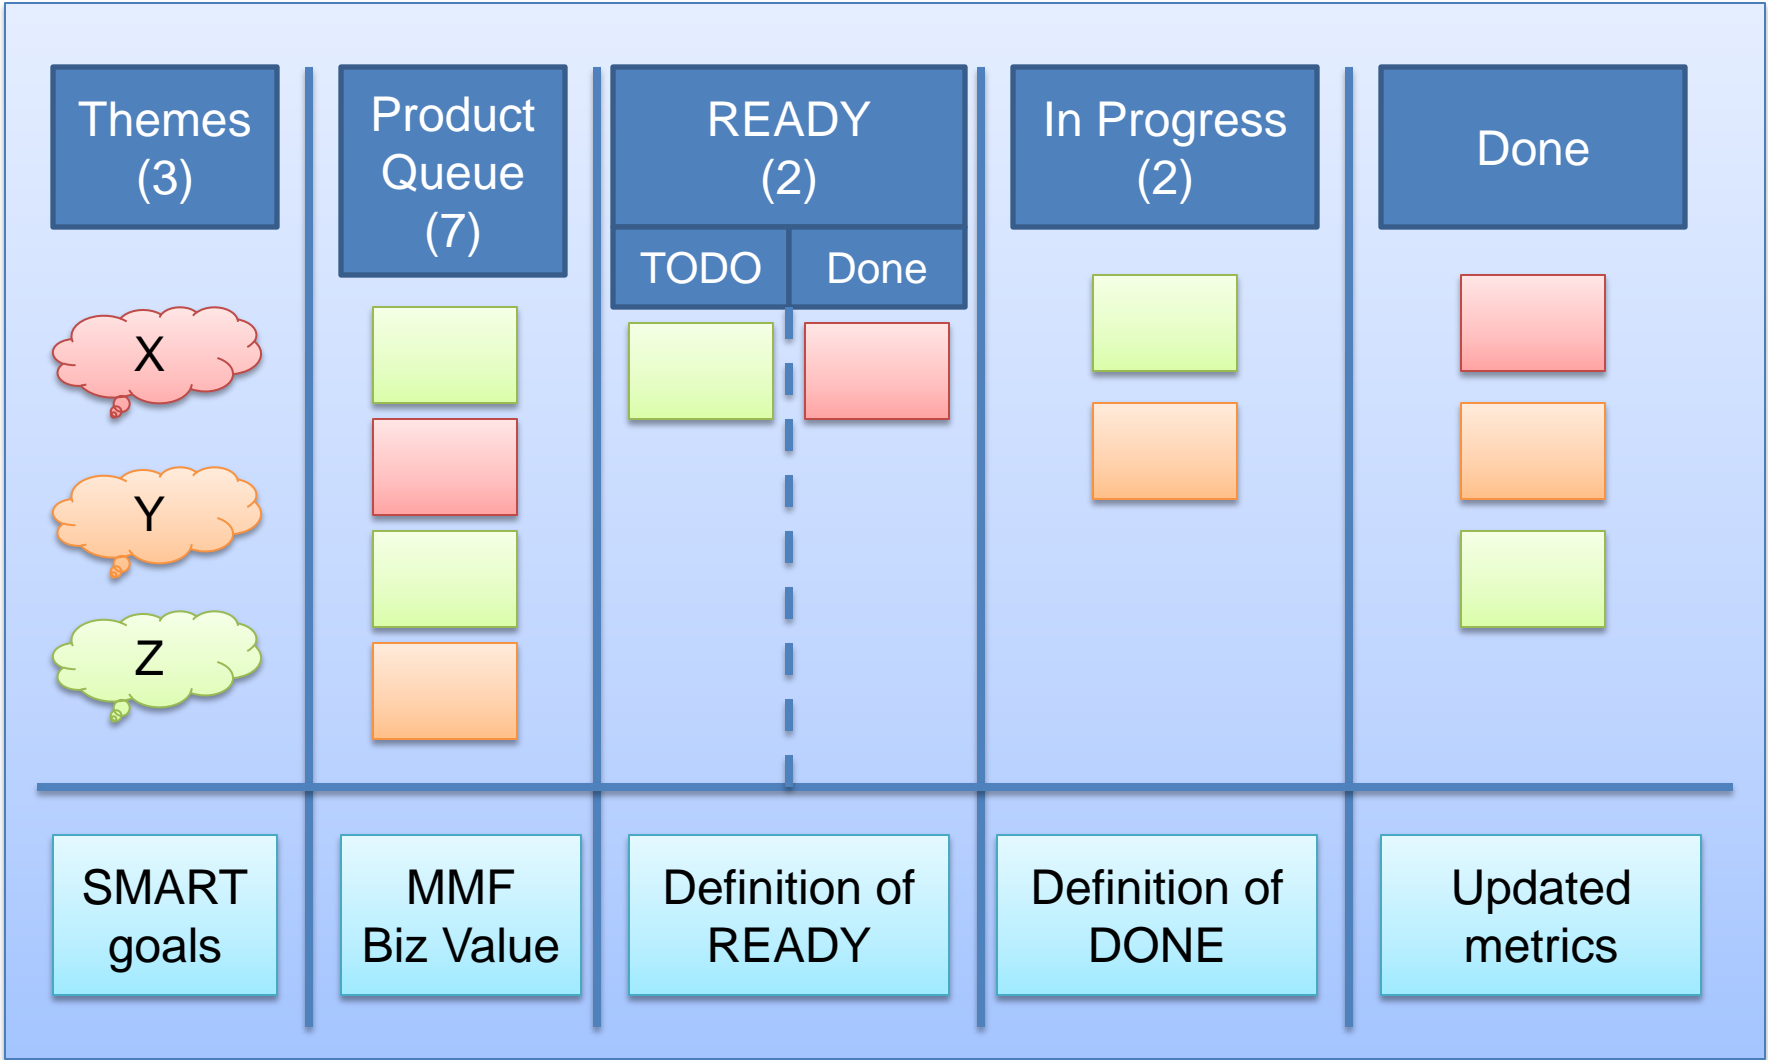 Themes
(3)
Product
Queue
(7)
READY
(2)
TODO
Done
In Progress
(2)
Done
X
Y
Z
SMART
goals
MMF
Biz Value
Definition of
READY
Definition of
DONE
Updated
metrics